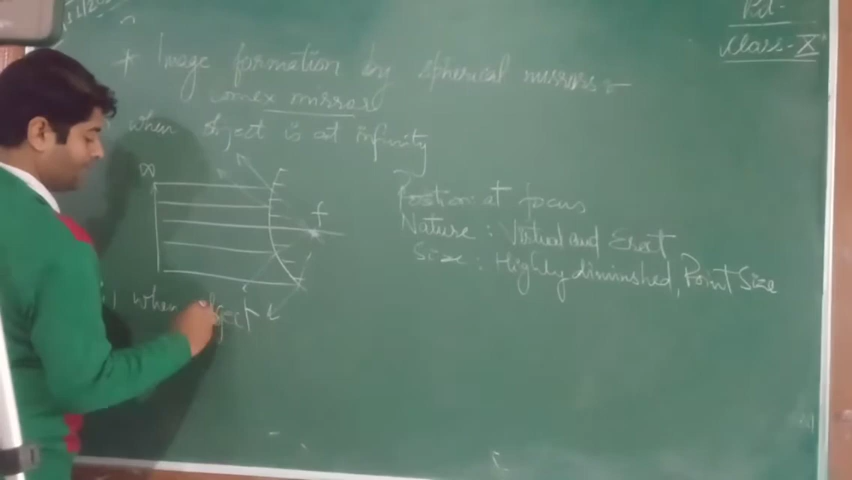 Class-X
* Image formation by spherical mirrors:-
convex mirror
when object is at infinity
∞
f
Position: at focus
Nature: Virtual and Erect
Size: Highly diminished, Point Size
when object